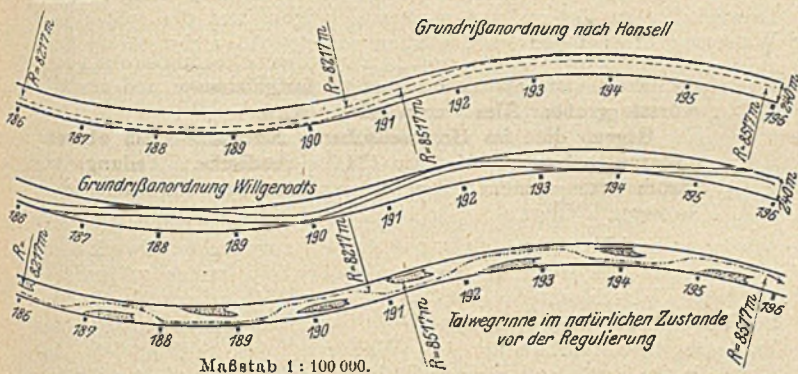 Grundrißanordnung nach Honsell
R=8217m
R=8217m
R=8517m
R=8517m
240m
186 187 188 189 190 191 192 193 194 195 196
Grundrißanordnung Willgerodts
240m
186 187 188 189 190 191 192 193 194 195 196
R=8217m
R=8217m
R=8517m
R=8517m
186 187 188 189 190 191 192 193 194 195 196
Talwegrinne im natürlichen Zustande
vor der Regulierung
Maßstab 1 : 100 000.